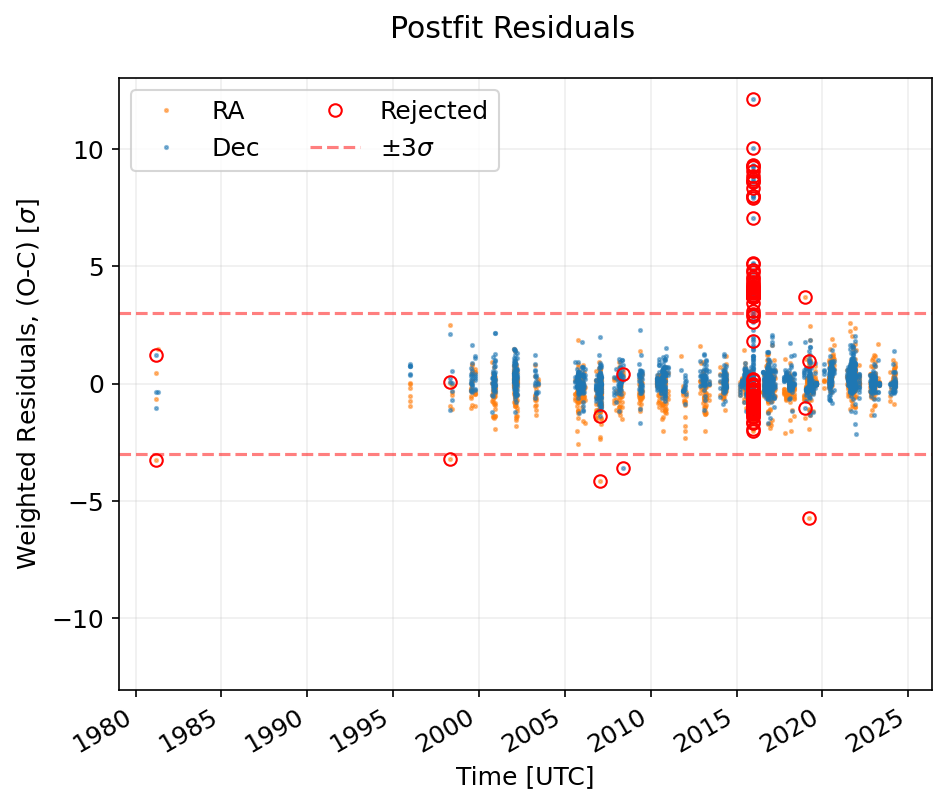 Postfit Residuals
RA
Dec
Rejected
±3σ
Weighted Residuals, (O-C) [σ]
10
5
0
−5
−10
1980
1985
1990
1995
2000
2005
2010
2015
2020
2025
Time [UTC]